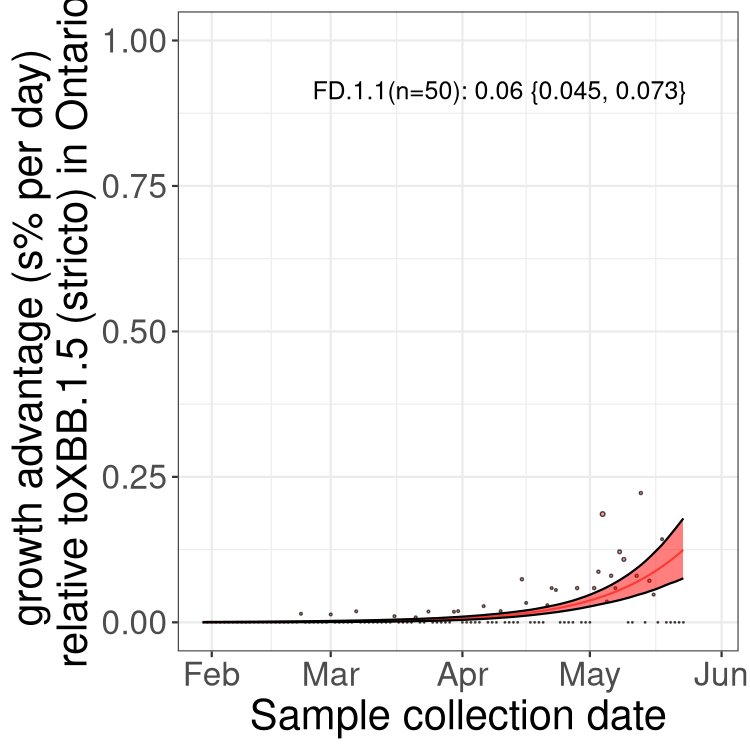 growth advantage (s% per day)
relative toXBB.1.5 (stricto) in Ontario
1.00
0.75
0.50
0.25
0.00
FD.1.1(n=50): 0.06 {0.045, 0.073}
Feb Mar Apr May Jun
Sample collection date